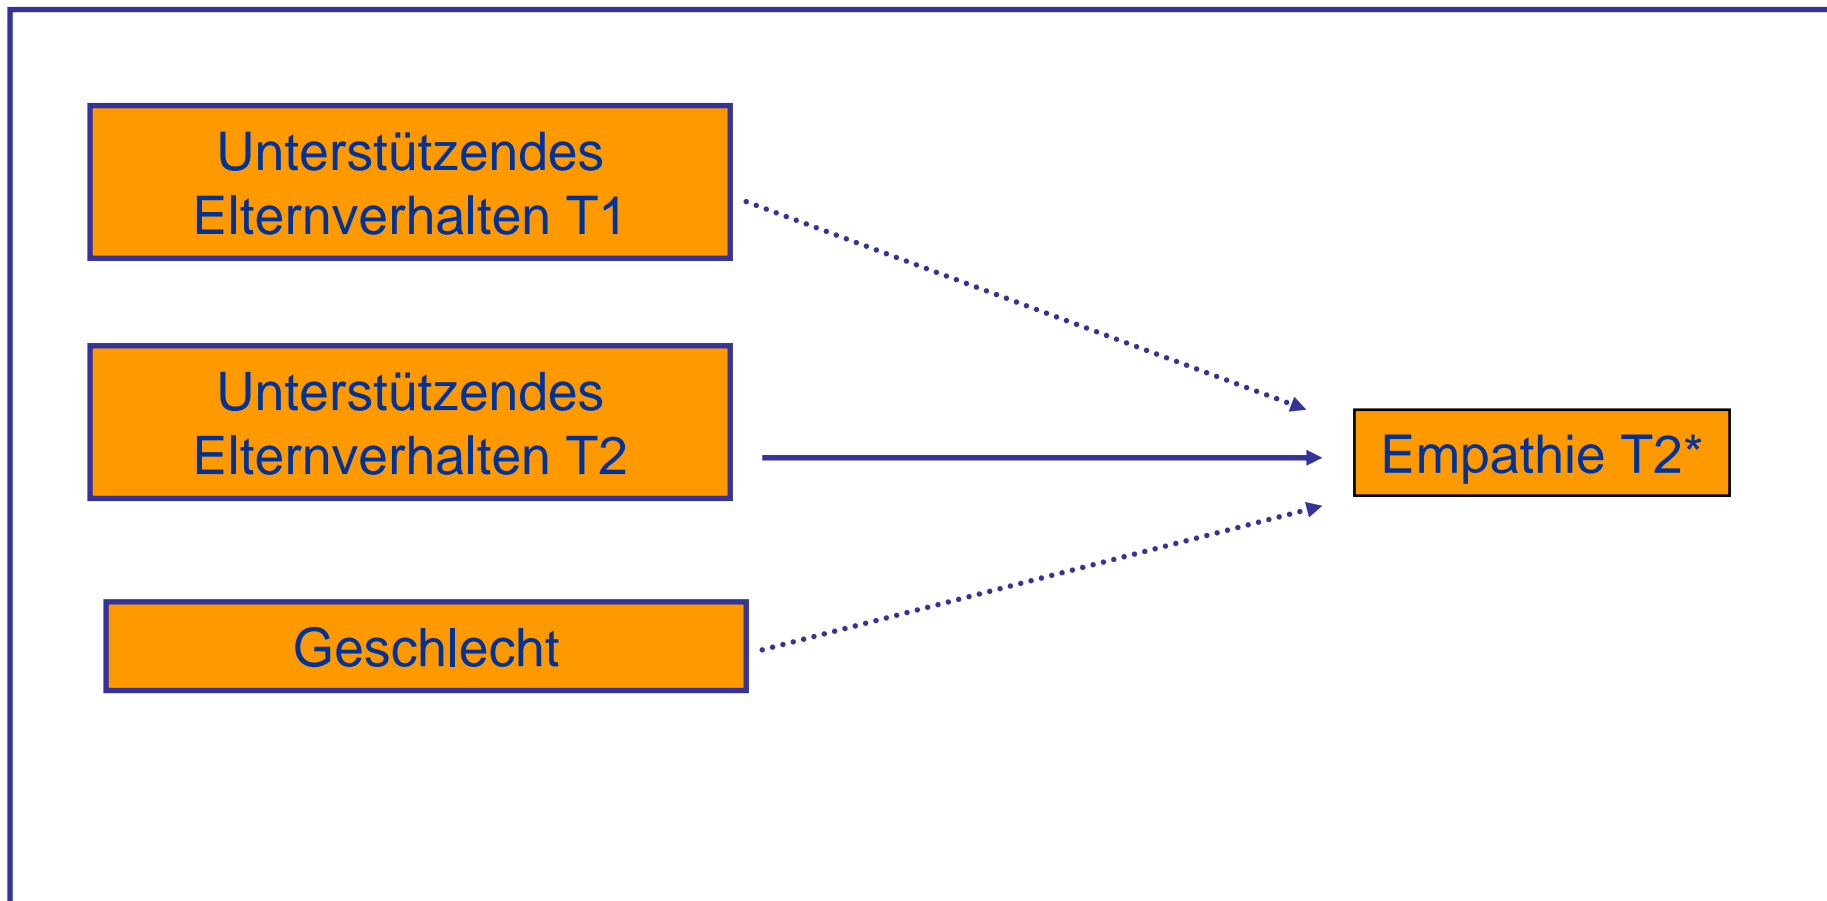 Unterstützendes
Elternverhalten T1
Unterstützendes
Elternverhalten T2
Empathie T2*
Geschlecht